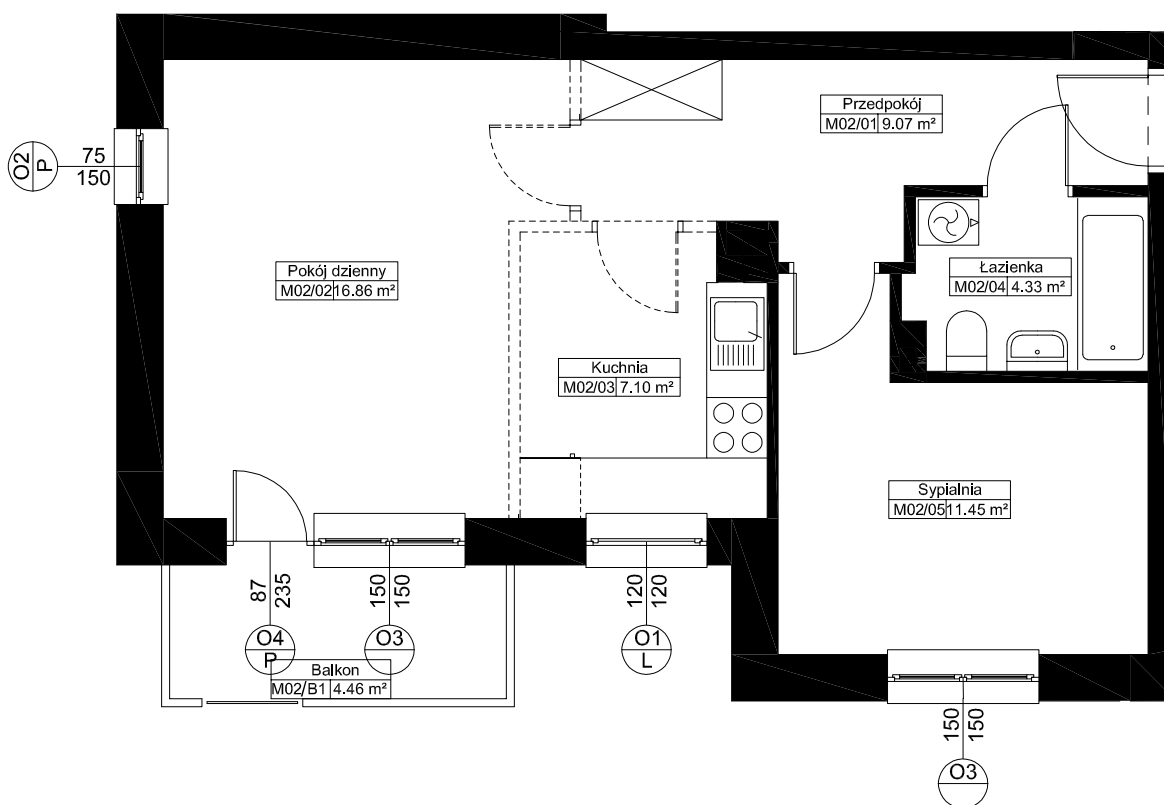 Przedpokój
M02/01 9.07 m²
O2
P
75
150
Pokój dzienny
M02/02 16.86 m²
Łazienka
M02/04 4.33 m²
Kuchnia
M02/03 7.10 m²
Sypialnia
M02/05 11.45 m²
87
235
O4
P
150
150
O3
120
120
O1
L
Balkon
M02/B1 4.46 m²
150
150
O3